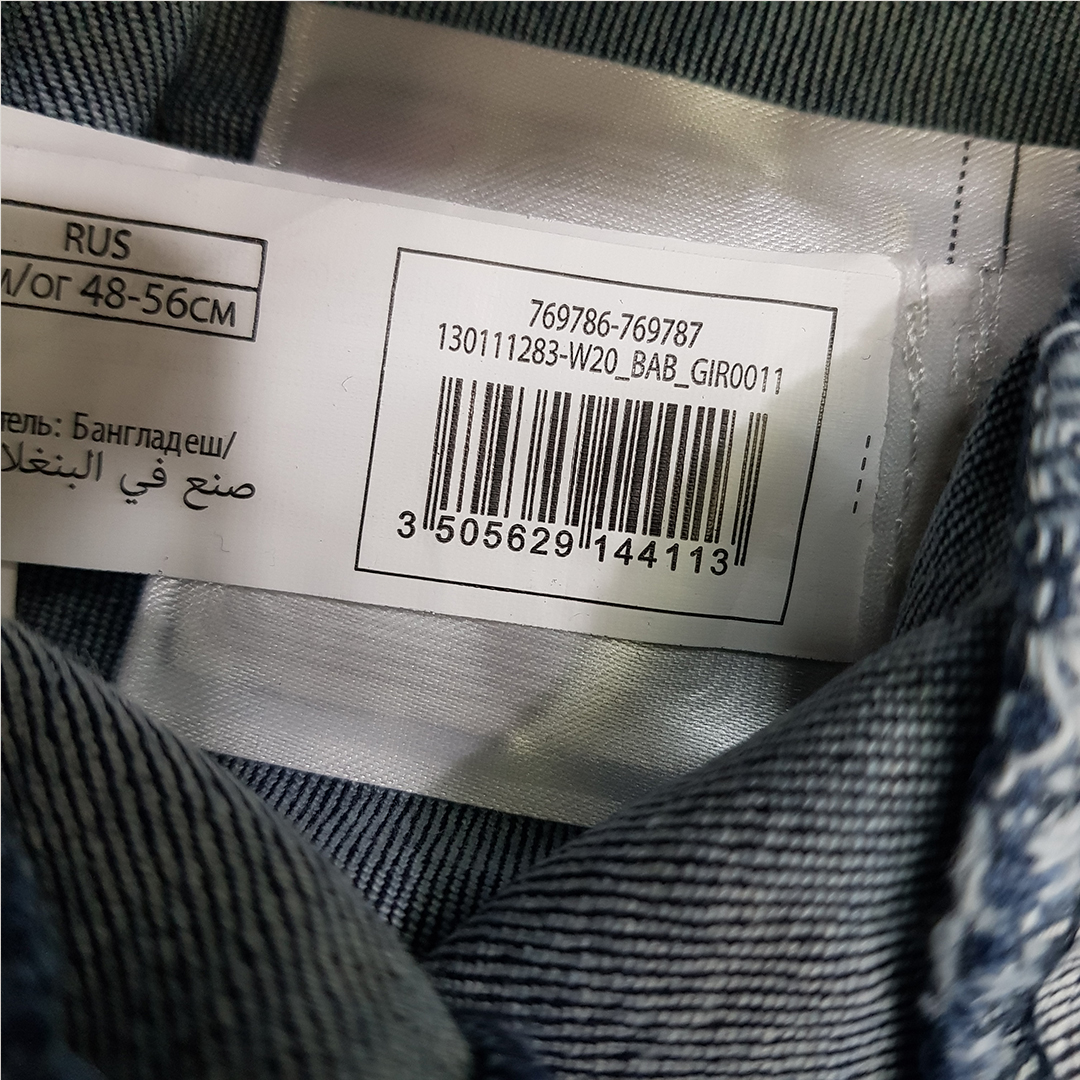 RUS
м/ог 48-56см
тель: Бангладеш/
صنع في البنغلا
769786-769787
130111283-W20_BAB_GIR0011
3 505629 144113